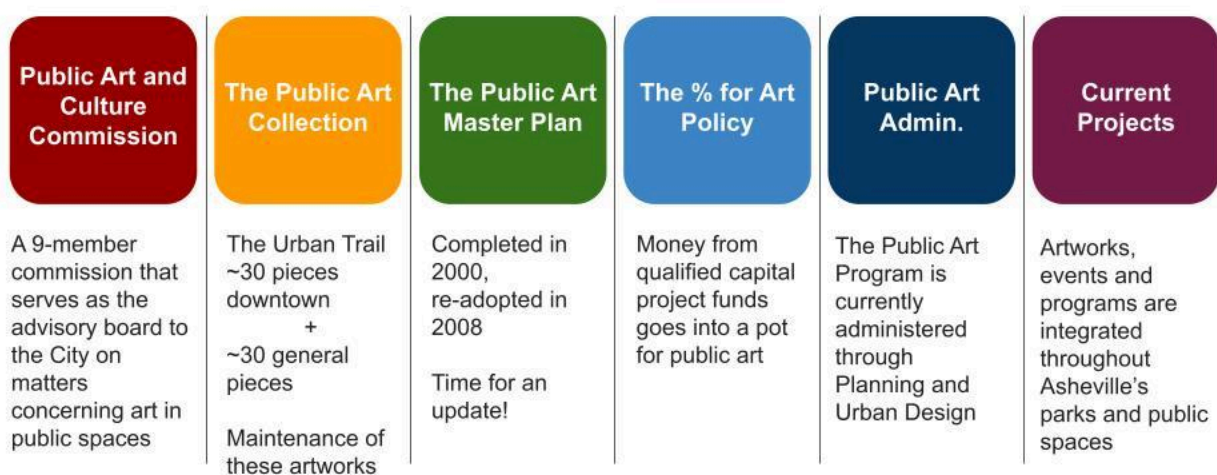 Public Art and
Culture
Commission
The Public Art
Collection
The Public Art
Master Plan
The % for Art
Policy
Public Art
Admin.
Current
Projects
A 9-member
commission that
serves as the
advisory board to
the City on
matters
concerning art in
public spaces
The Urban Trail
~30 pieces
downtown
+
~30 general
pieces
Maintenance of
these artworks
Completed in
2000,
re-adopted in
2008
Time for an
update!
Money from
qualified capital
project funds
goes into a pot
for public art
The Public Art
Program is
currently
administered
through
Planning and
Urban Design
Artworks,
events and
programs are
integrated
throughout
Asheville’s
parks and public
spaces